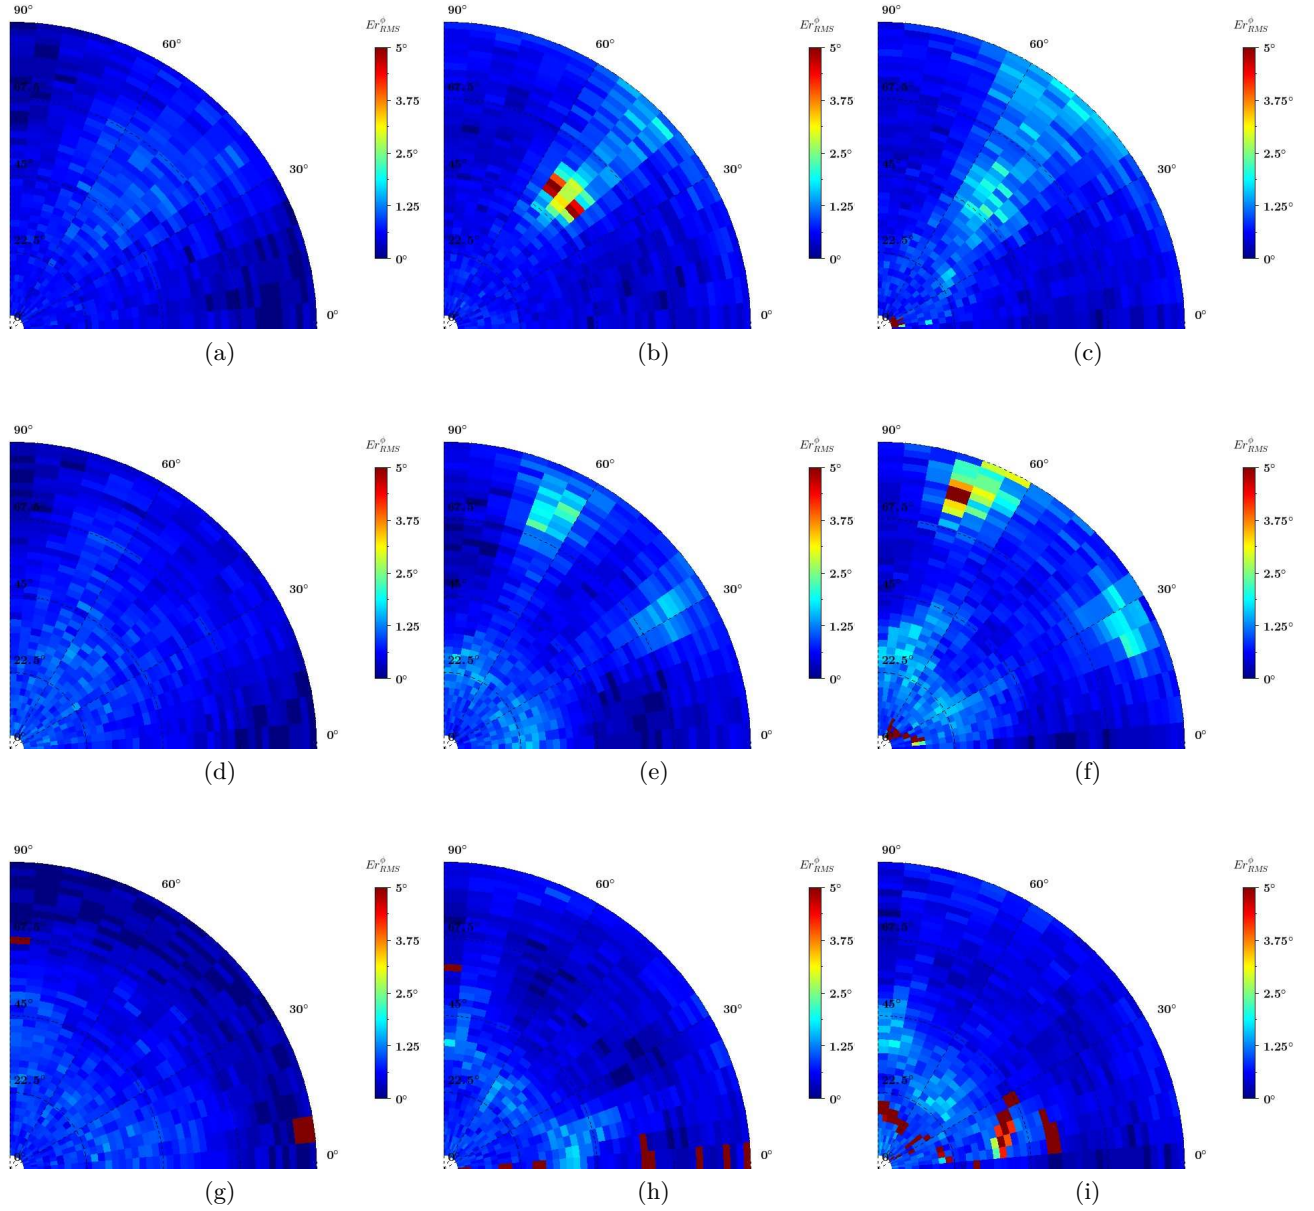 90° Er^ϕ_RMS 90° Er^ϕ_RMS 90° Er^ϕ_RMS
60° 5° 60° 5° 60° 5°
67.5° 3.75 67.5° 3.75° 67.5° 3.75°
45° 2.5° 45° 2.5° 45° 2.5°
30° 30° 30°
22.5° 1.25 22.5° 1.25 22.5° 1.25°
0° 0° 0°
0 0° 0 0° 0 0°
(a) (b) (c)
90° Er^ϕ_RMS 90° Er^ϕ_RMS 90° Er^ϕ_RMS
60° 5° 60° 5° 60° 5°
67.5° 3.75 67.5° 3.75 67.5° 3.75°
45° 2.5° 45° 2.5° 45° 2.5°
30° 30° 30°
22.5° 1.25 22.5° 1.25 22.5° 1.25°
0° 0° 0°
0 0° 0 0° 0 0°
(d) (e) (f)
90° Er^ϕ_RMS 90° Er^ϕ_RMS 90° Er^ϕ_RMS
60° 5° 60° 5° 60° 5°
67.5° 3.75 67.5° 3.75 67.5° 3.75°
45° 2.5° 45° 2.5° 45° 2.5°
30° 30° 30°
22.5° 1.25 22.5° 1.25 22.5° 1.25°
0° 0° 0°
0 0° 0 0° 0 0°
(g) (h) (i)